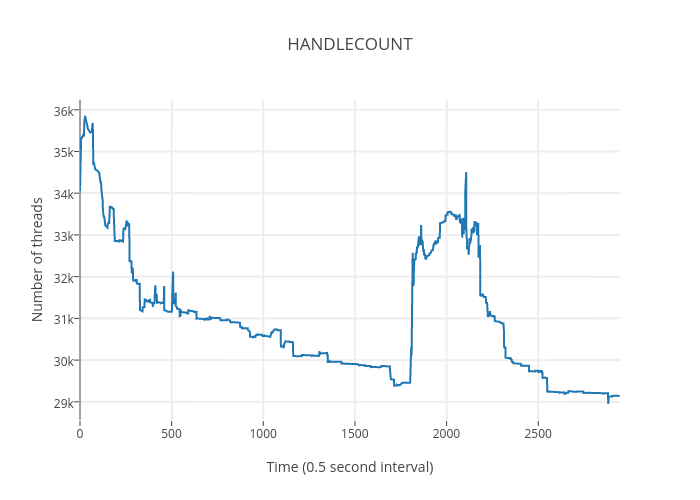 HANDLECOUNT
36k
35k
34k
33k
32k
31k
30k
29k
Number of threads
0 500 1000 1500 2000 2500
Time (0.5 second interval)